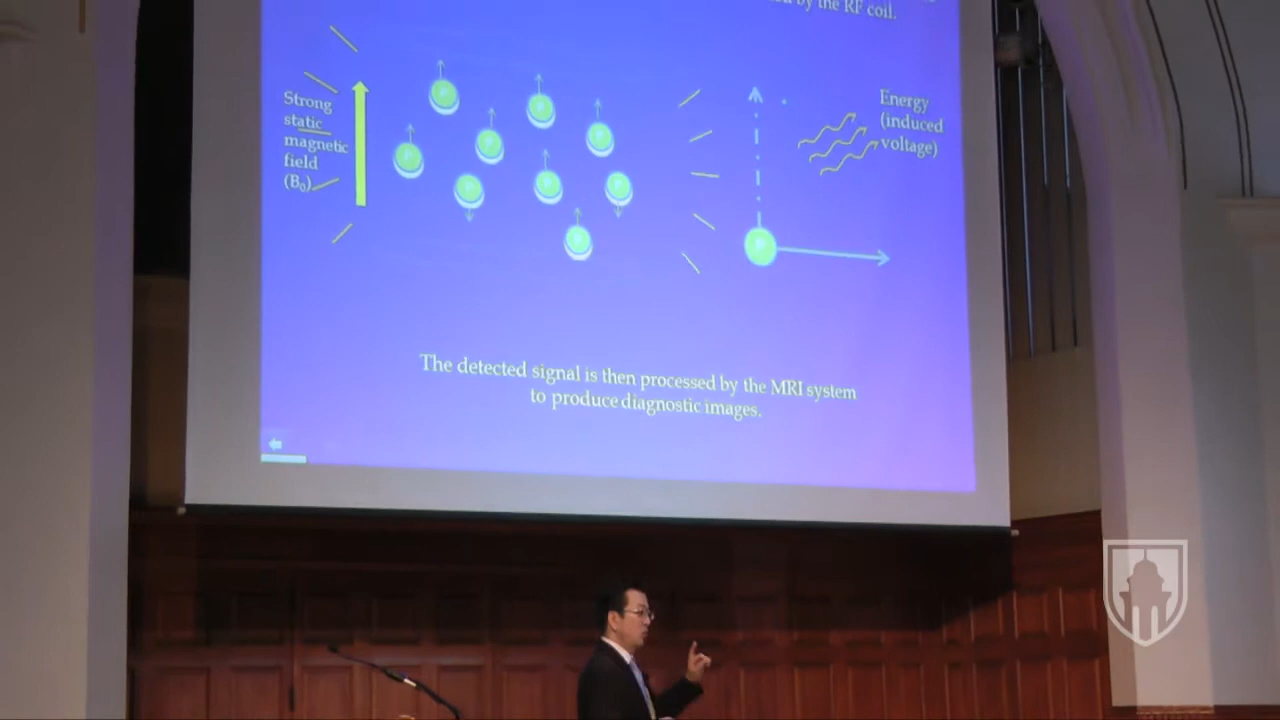 by the RF coil.
Strong
static
magnetic
field
(B₀)
Energy
(induced
voltage)
The detected signal is then processed by the MRI system
to produce diagnostic images.